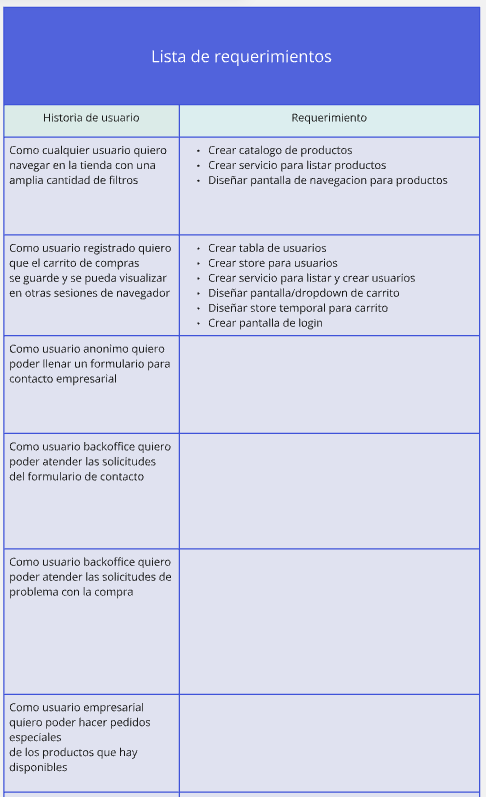 Lista de requerimientos
Historia de usuario
Requerimiento
Como cualquier usuario quiero
navegar en la tienda con una
amplia cantidad de filtros
• Crear catalogo de productos
• Crear servicio para listar productos
• Diseñar pantalla de navegacion para productos
Como usuario registrado quiero
que el carrito de compras
se guarde y se pueda visualizar
en otras sesiones de navegador
• Crear tabla de usuarios
• Crear store para usuarios
• Crear servicio para listar y crear usuarios
• Diseñar pantalla/dropdown de carrito
• Diseñar store temporal para carrito
• Crear pantalla de login
Como usuario anonimo quiero
poder llenar un formulario para
contacto empresarial
Como usuario backoffice quiero
poder atender las solicitudes
del formulario de contacto
Como usuario backoffice quiero
poder atender las solicitudes de
problema con la compra
Como usuario empresarial
quiero poder hacer pedidos
especiales
de los productos que hay
disponibles